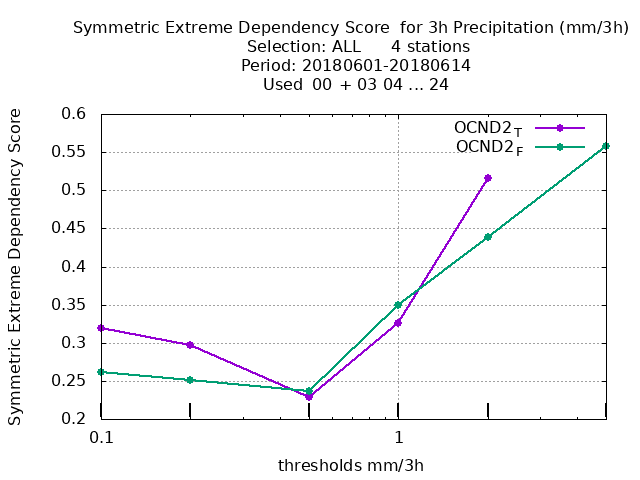 Symmetric Extreme Dependency Score  for 3h Precipitation (mm/3h)
Selection: ALL      4 stations
Period: 20180601-20180614
Used  00 + 03 04 ... 24
0.6
0.55
0.5
0.45
0.4
0.35
0.3
0.25
0.2
Symmetric Extreme Dependency Score
OCND2T
OCND2F
0.1
1
thresholds mm/3h